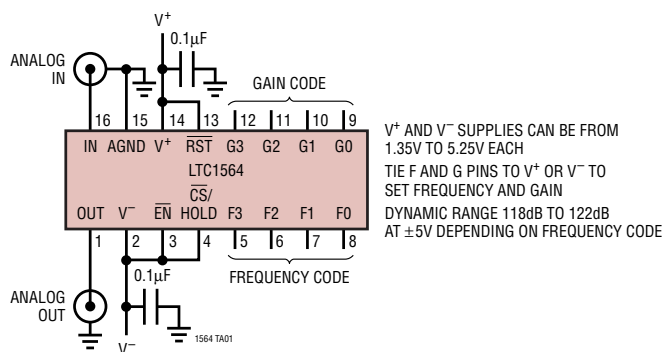 V⁺
0.1µF
ANALOG
IN
GAIN CODE
16 15 14 13 12 11 10 9
IN AGND V⁺ R̅S̅T̅ G3 G2 G1 G0
LTC1564
C̅S̅/
OUT V⁻ E̅N̅ HOLD F3 F2 F1 F0
1 2 3 4 5 6 7 8
0.1µF
FREQUENCY CODE
ANALOG
OUT
V⁻
1564 TA01
V⁺ AND V⁻ SUPPLIES CAN BE FROM
1.35V TO 5.25V EACH
TIE F AND G PINS TO V⁺ OR V⁻ TO
SET FREQUENCY AND GAIN
DYNAMIC RANGE 118dB TO 122dB
AT ±5V DEPENDING ON FREQUENCY CODE